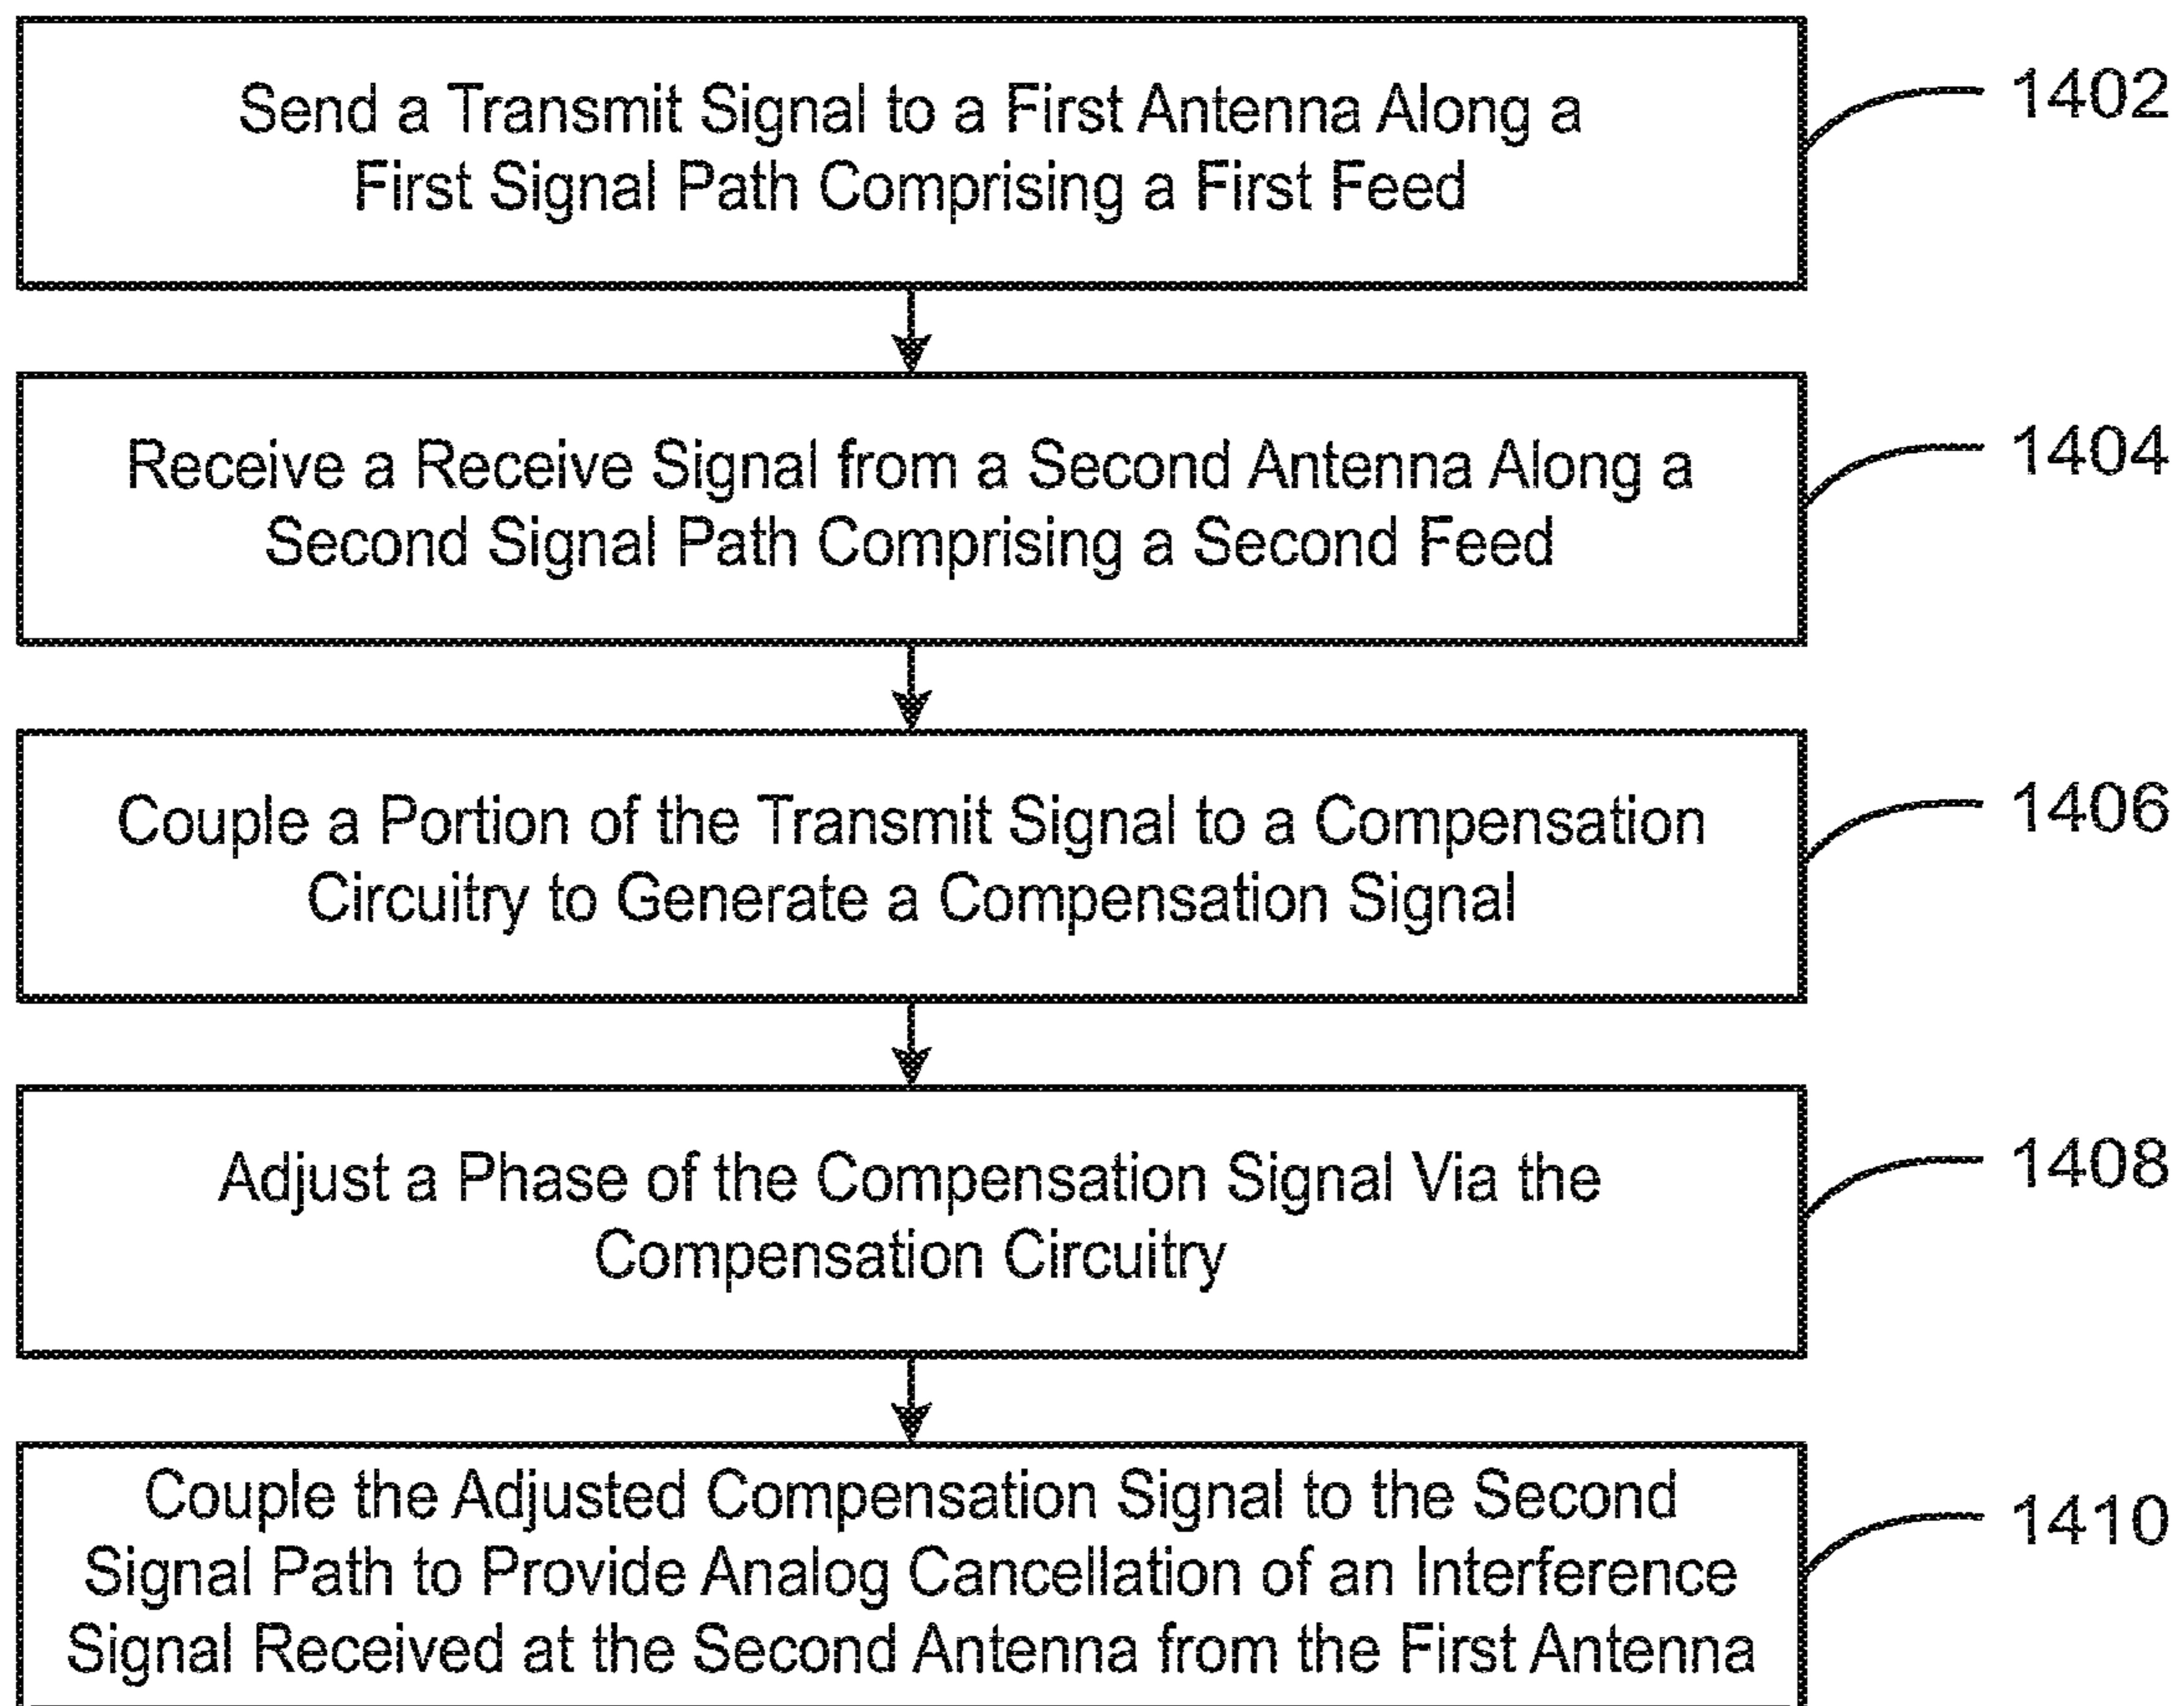 Send a Transmit Signal to a First Antenna Along a
First Signal Path Comprising a First Feed
1402
Receive a Receive Signal from a Second Antenna Along a
Second Signal Path Comprising a Second Feed
1404
Couple a Portion of the Transmit Signal to a Compensation
Circuitry to Generate a Compensation Signal
1406
Adjust a Phase of the Compensation Signal Via the
Compensation Circuitry
1408
Couple the Adjusted Compensation Signal to the Second
Signal Path to Provide Analog Cancellation of an Interference
Signal Received at the Second Antenna from the First Antenna
1410